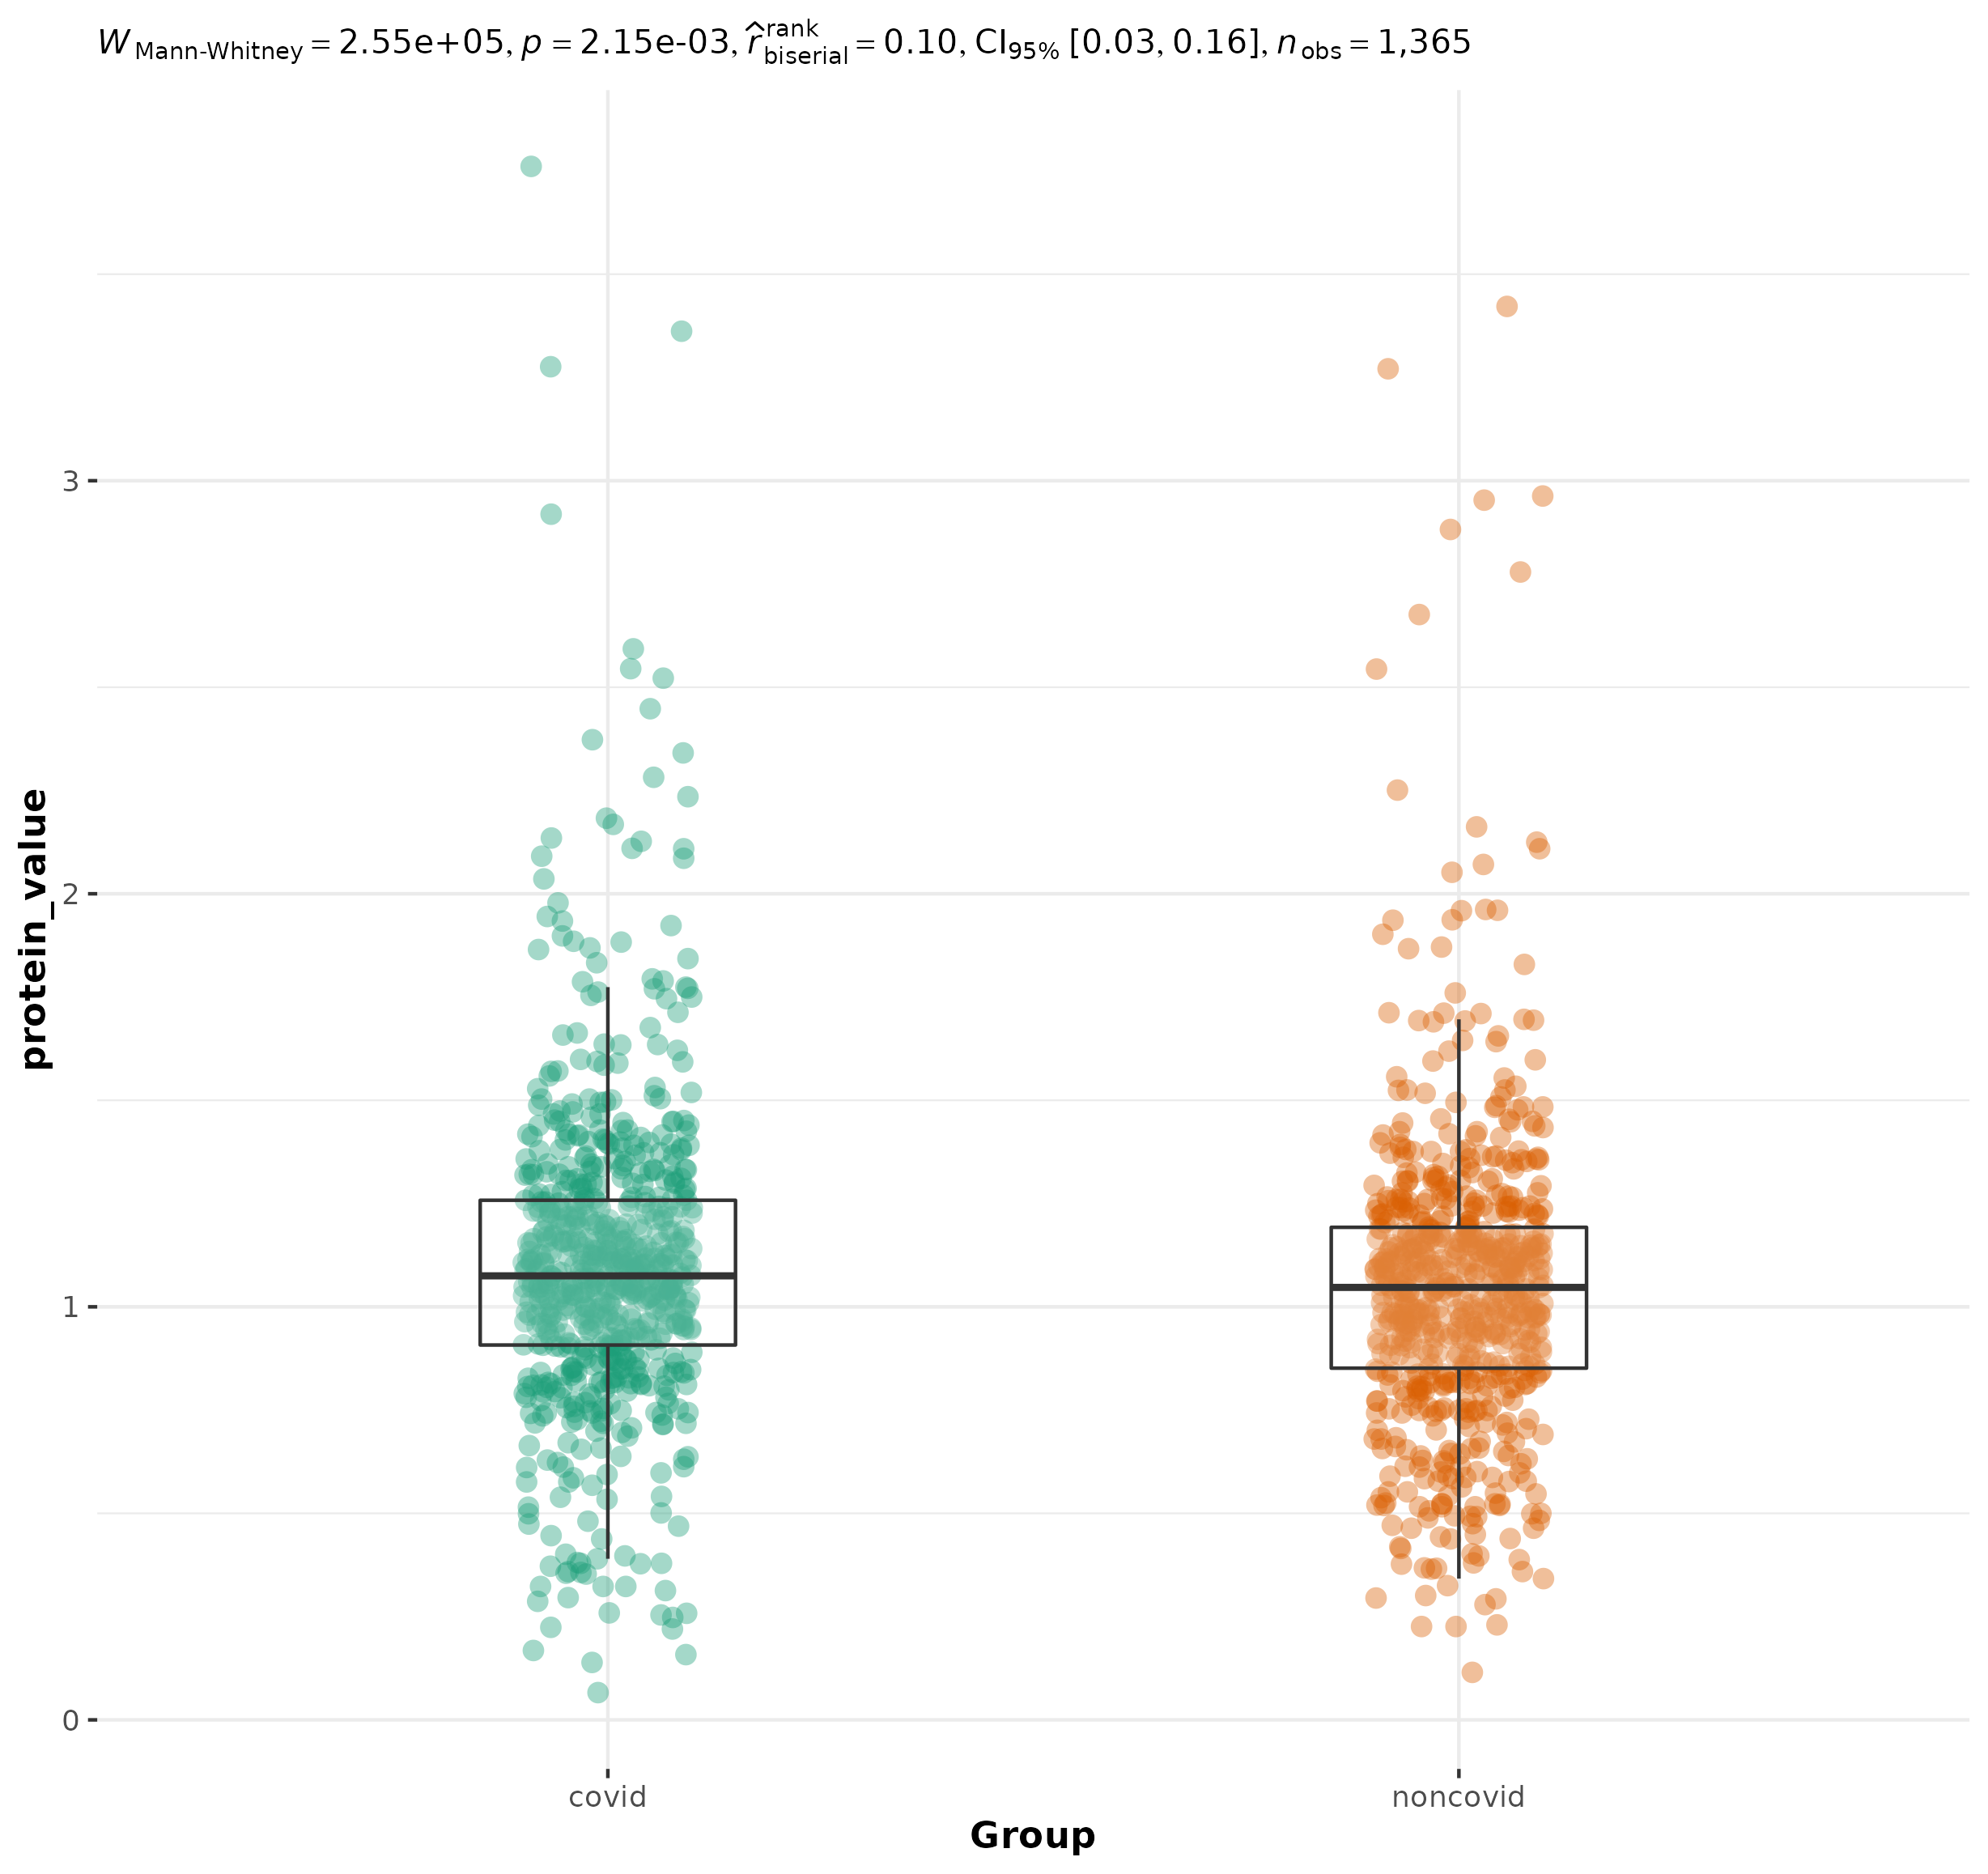 W Mann-Whitney = 2.55e+05, p = 2.15e-03, r̂ rank biserial = 0.10, CI95% [0.03, 0.16], nobs = 1,365
3
2
1
0
protein_value
covid noncovid
Group